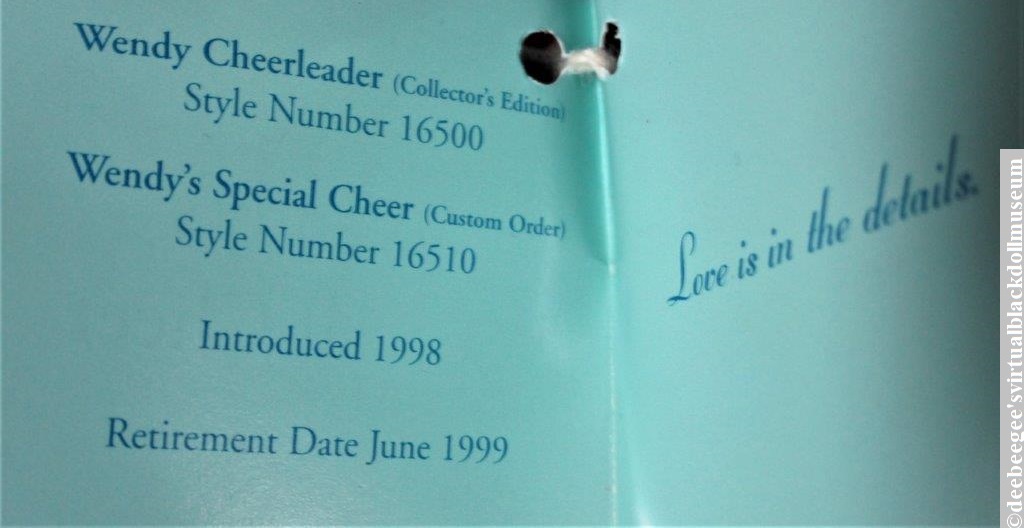 Wendy Cheerleader (Collector's Edition)
Style Number 16500
Wendy's Special Cheer (Custom Order)
Style Number 16510
Introduced 1998
Retirement Date June 1999
Love is in the details.
©deebeegee'svirtualblackdollmuseum